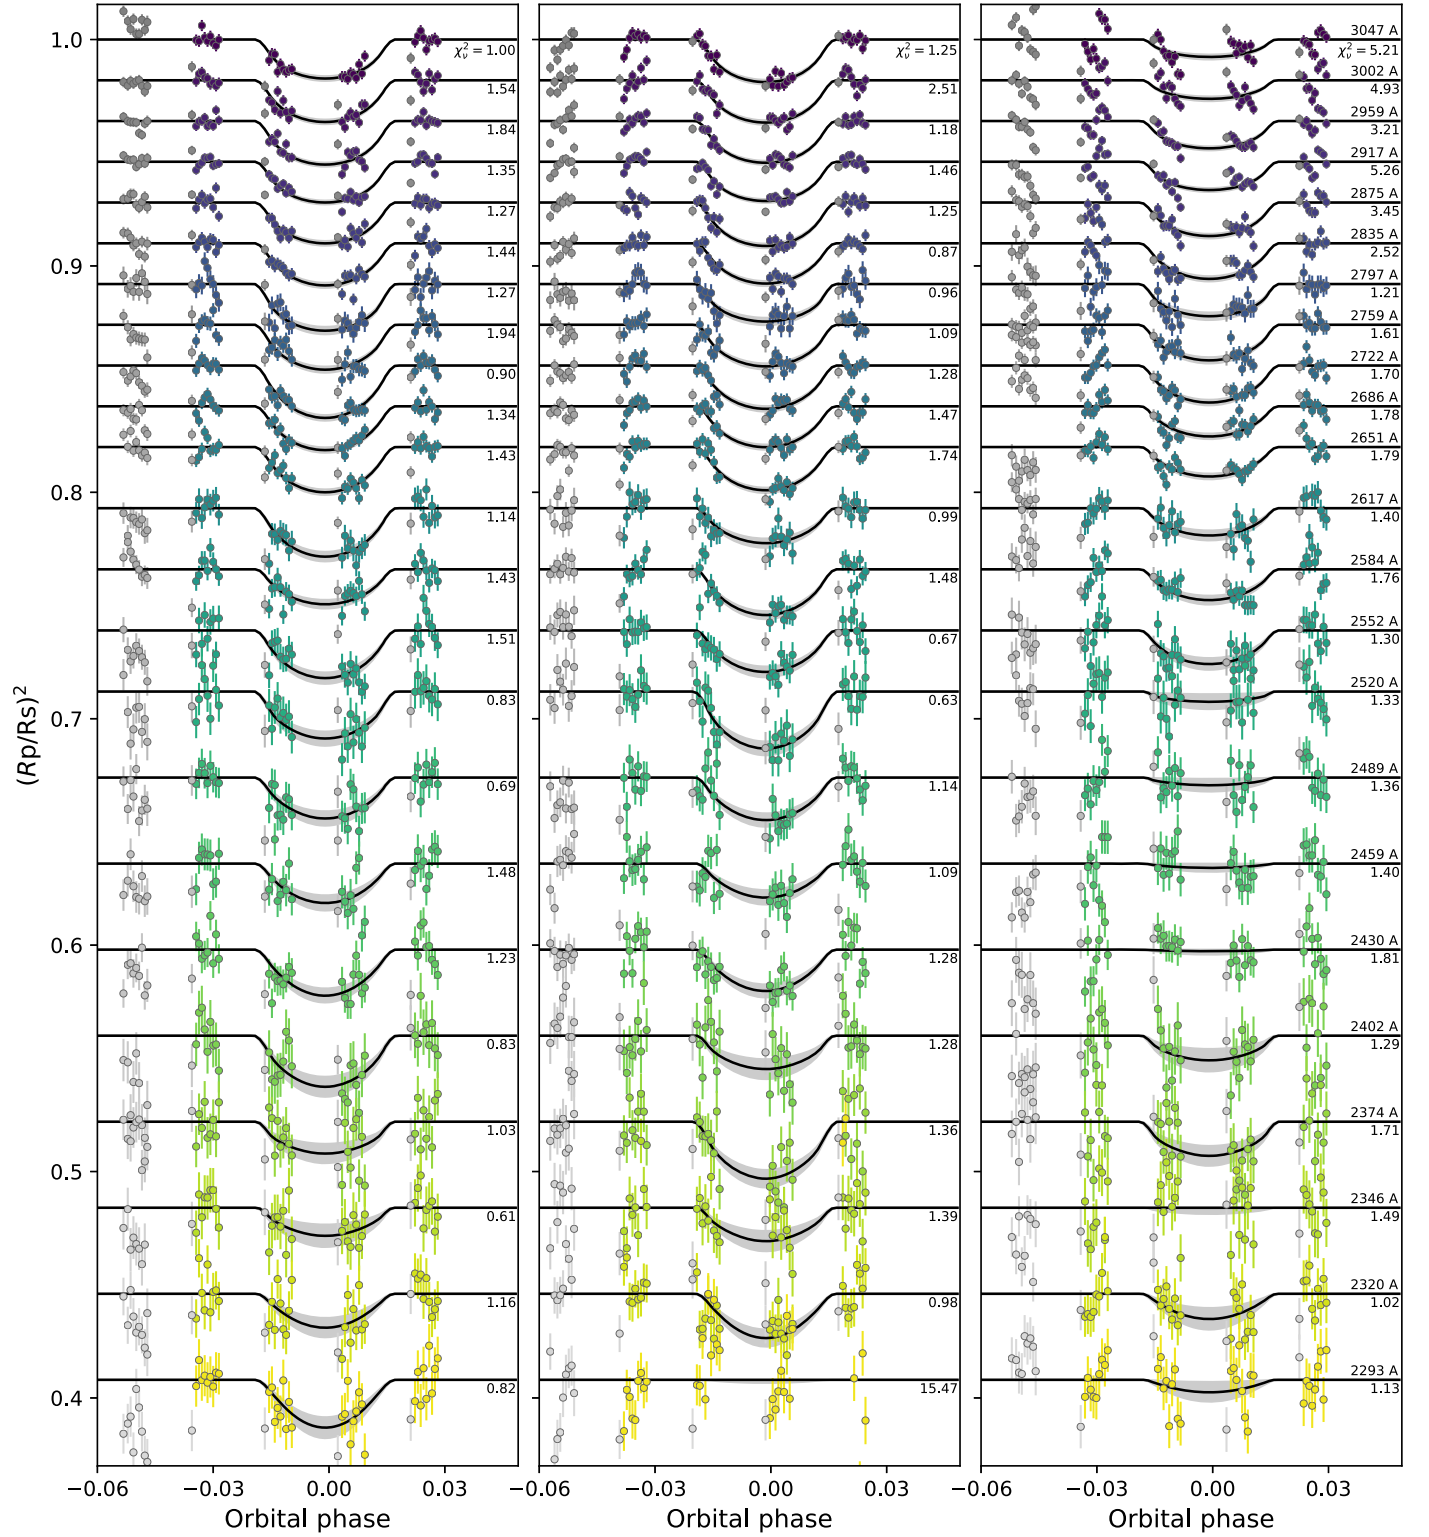 1.0
0.9
0.8
0.7
0.6
0.5
0.4
(Rp/Rs)²
χ²ᵥ = 1.00
1.54
1.84
1.35
1.27
1.44
1.27
1.94
0.90
1.34
1.43
1.14
1.43
1.51
0.83
0.69
1.48
1.23
0.83
1.03
0.61
1.16
0.82
−0.06
−0.03
0.00
0.03
Orbital phase
χ²ᵥ = 1.25
2.51
1.18
1.46
1.25
0.87
0.96
1.09
1.28
1.47
1.74
0.99
1.48
0.67
0.63
1.14
1.09
1.28
1.28
1.36
1.39
0.98
15.47
−0.06
−0.03
0.00
0.03
Orbital phase
3047 A
χ²ᵥ = 5.21
3002 A
4.93
2959 A
3.21
2917 A
5.26
2875 A
3.45
2835 A
2.52
2797 A
1.21
2759 A
1.61
2722 A
1.70
2686 A
1.78
2651 A
1.79
2617 A
1.40
2584 A
1.76
2552 A
1.30
2520 A
1.33
2489 A
1.36
2459 A
1.40
2430 A
1.81
2402 A
1.29
2374 A
1.71
2346 A
1.49
2320 A
1.02
2293 A
1.13
−0.06
−0.03
0.00
0.03
Orbital phase